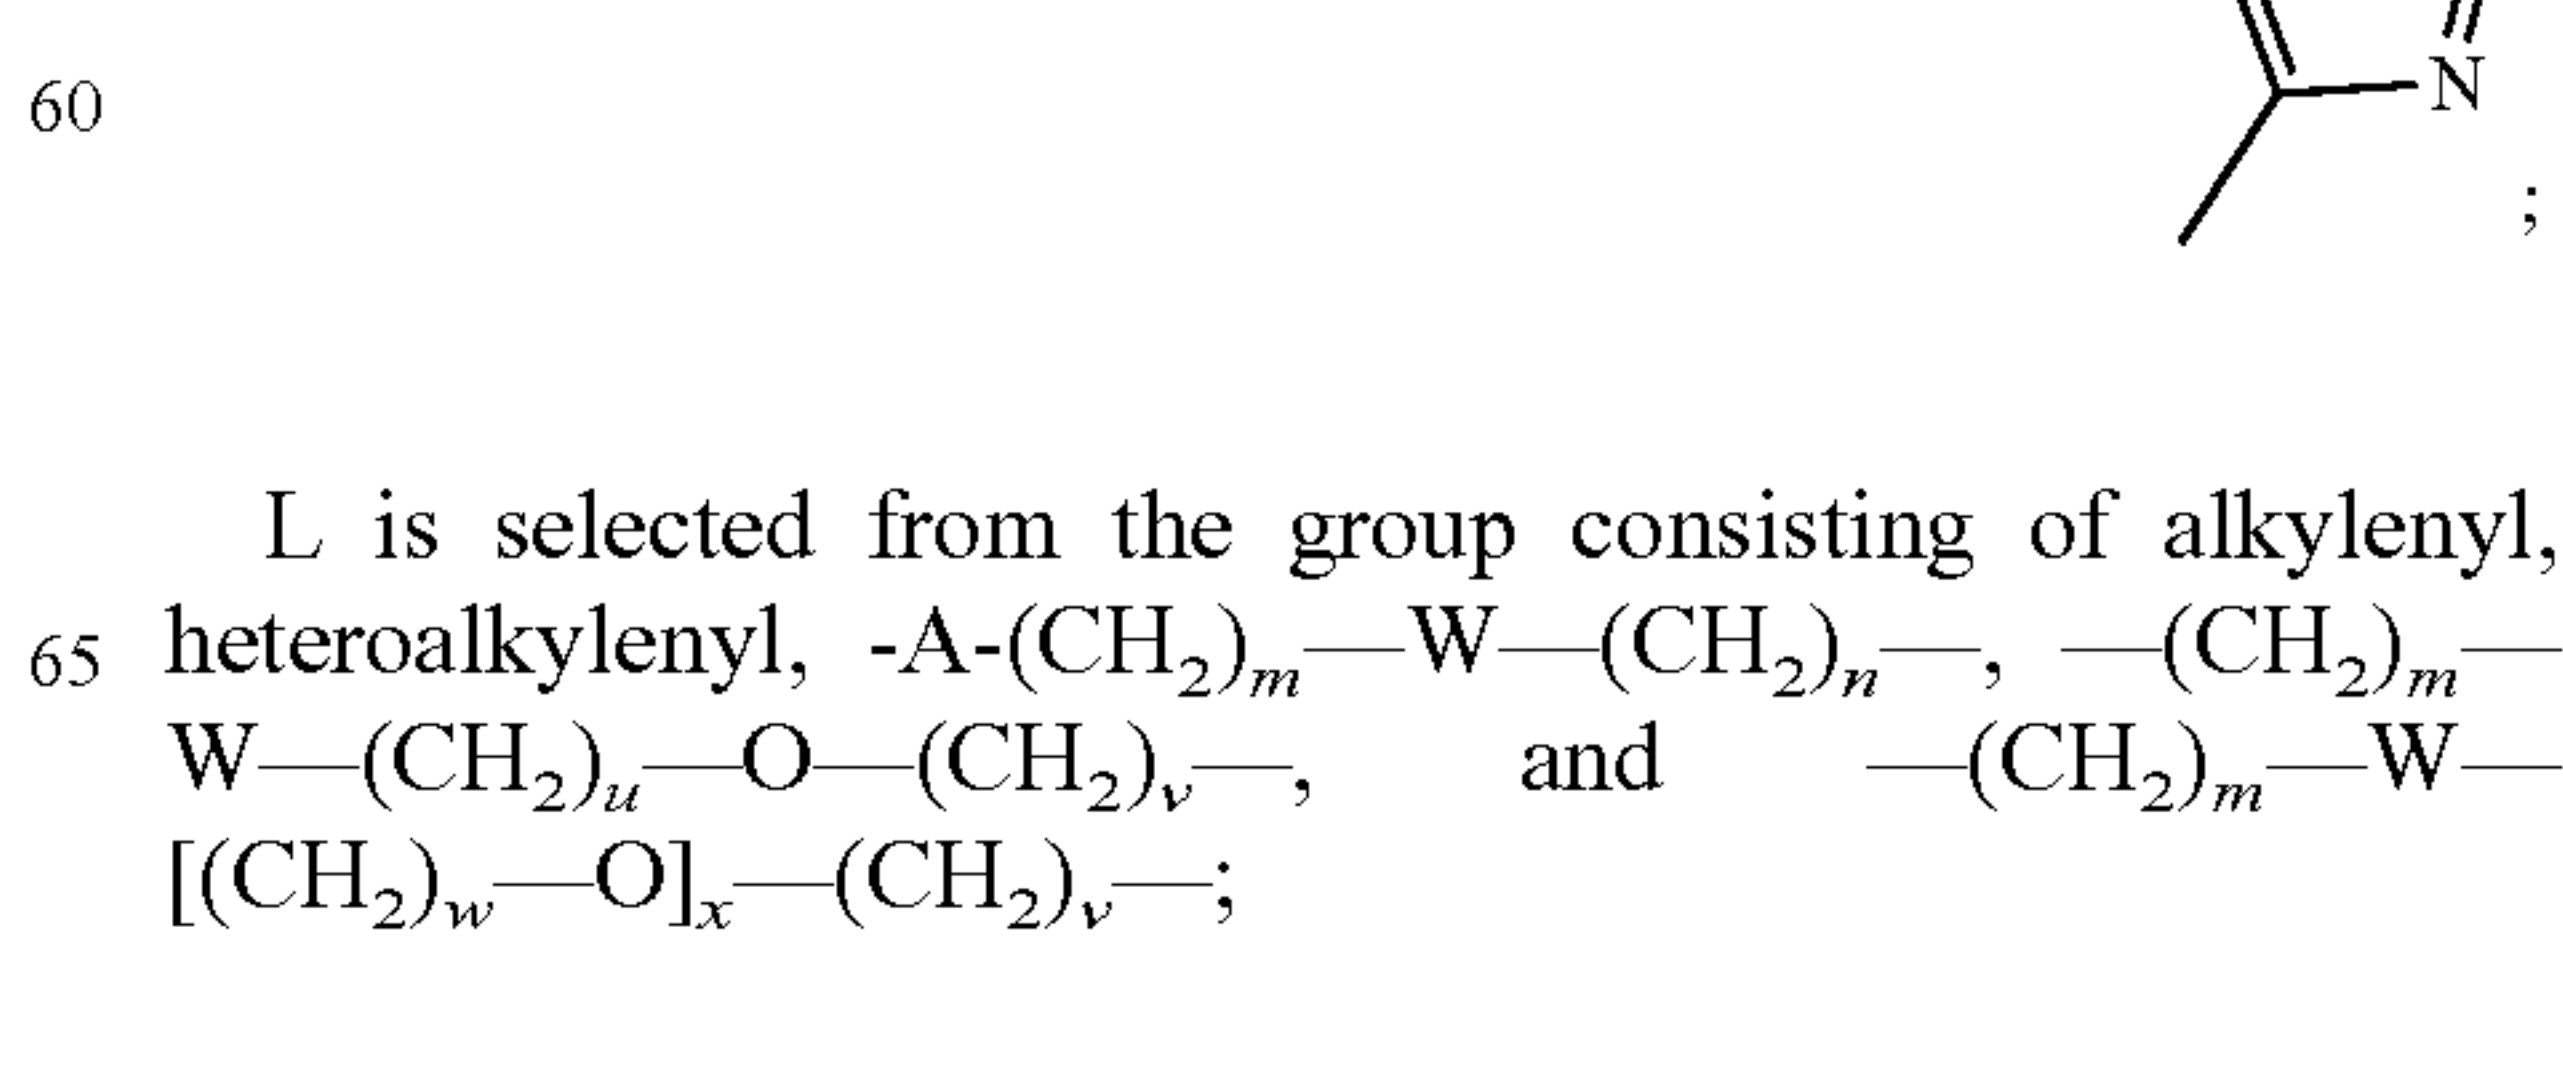 60
N
;
L is selected from the group consisting of alkylenyl,
65 heteroalkylenyl, -A-(CH₂)ₘ—W—(CH₂)ₙ—, —(CH₂)ₘ—
W—(CH₂)ᵤ—O—(CH₂)ᵥ—, and —(CH₂)ₘ—W—
[(CH₂)w—O]ₓ—(CH₂)ᵥ—;